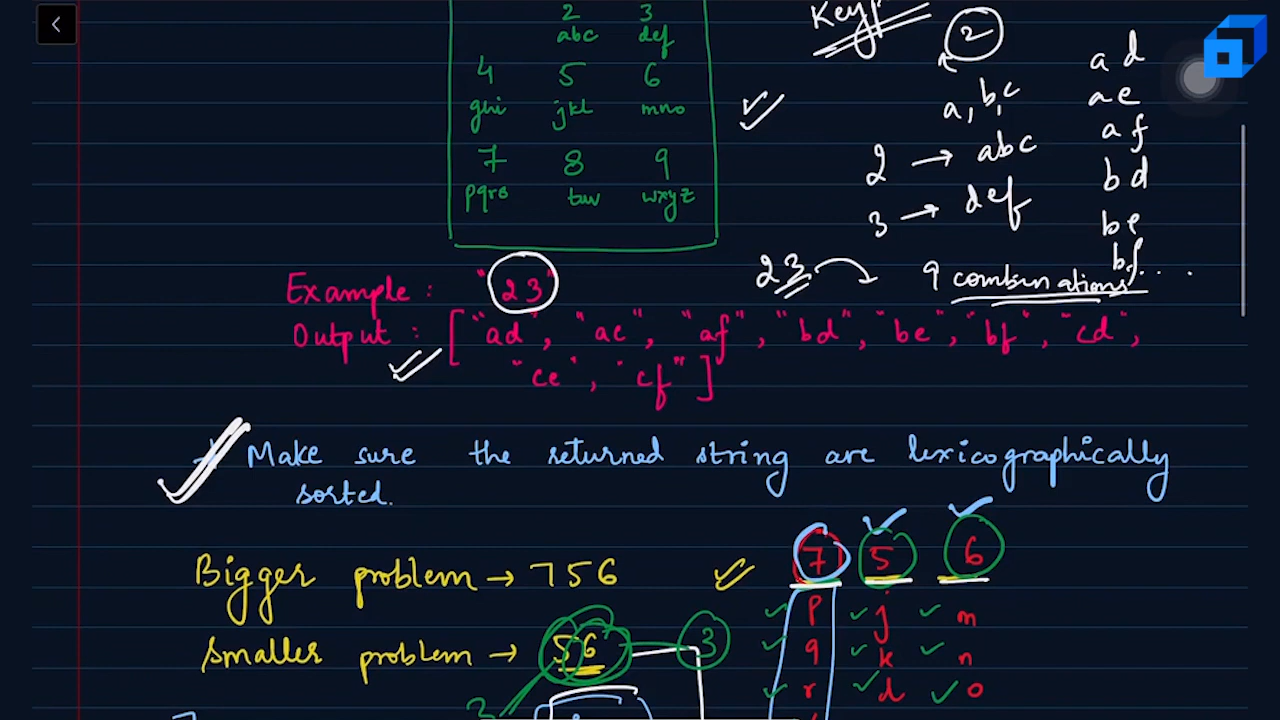 2 3
abc def
4 5 6
ghi jkl mno
7 8 9
pqrs tuv wxyz
2
a, b, c
2 → abc
3 → def
ad
ae
af
bd
be
bf....
23
9 combinations
Example : "23"
Output : ["ad", "ae", "af", "bd", "be", "bf", "cd",
"ce", "cf"]
* Make sure the returned string are lexicographically
sorted.
Bigger problem → 756
smaller problem → 56
3
3
7 5 6
p j m
q k n
r l o